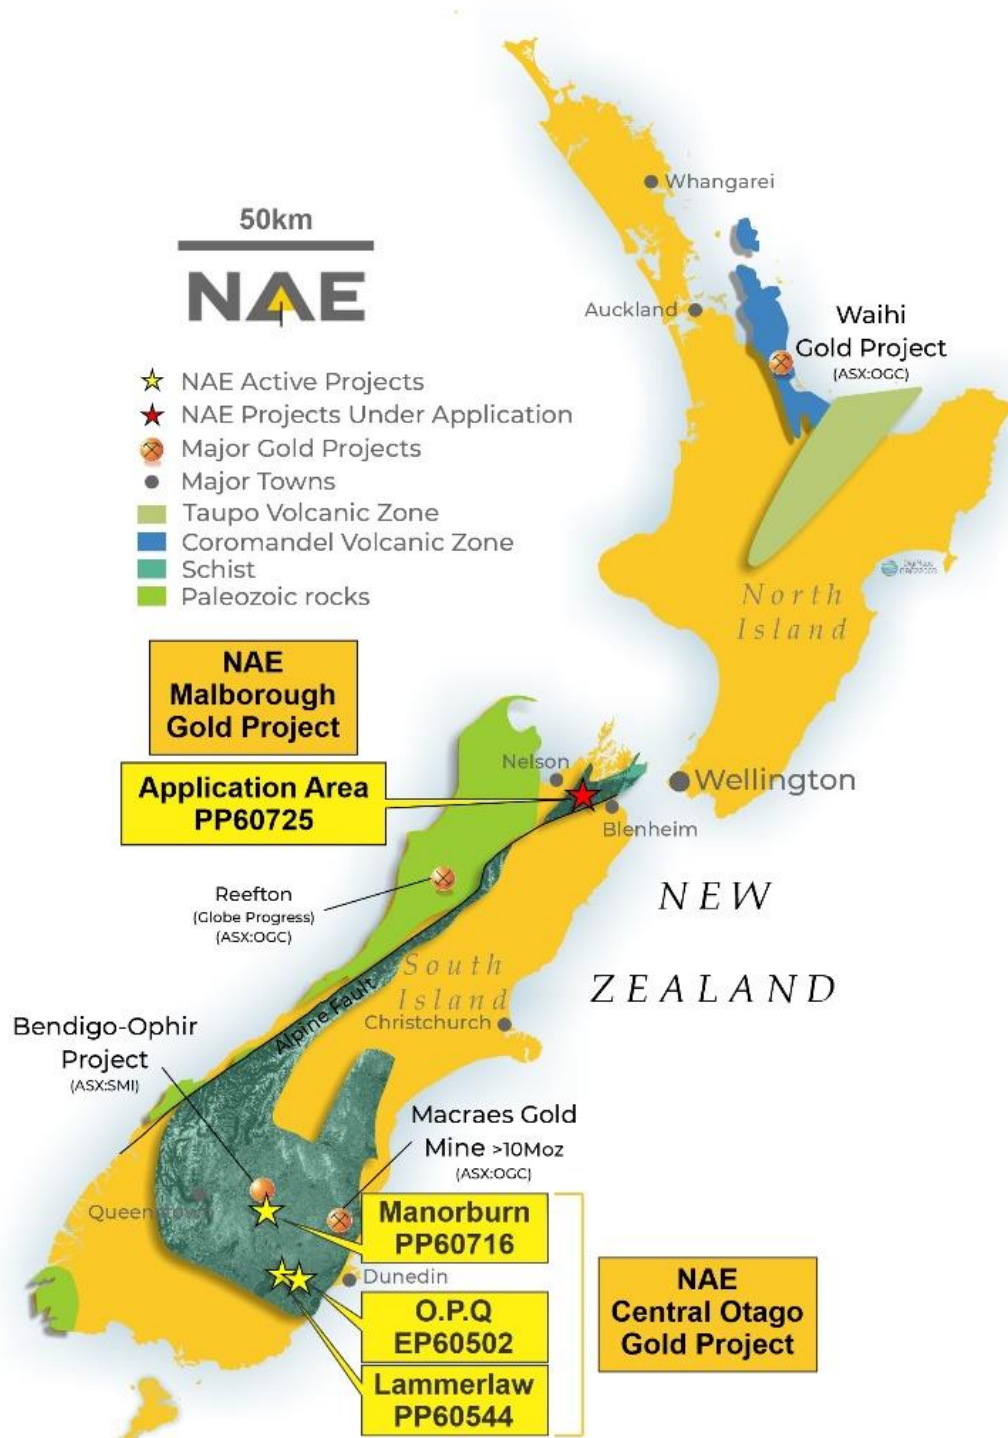 Whangarei
50km
NAE
Auckland
Waihi
Gold Project
(ASX:OGC)
NAE Active Projects
NAE Projects Under Application
Major Gold Projects
Major Towns
Taupo Volcanic Zone
Coromandel Volcanic Zone
Schist
Paleozoic rocks
North
Island
NAE
Malborough
Gold Project
Application Area
PP60725
Nelson
Wellington
Blenheim
Reefton
(Globe Progress)
(ASX:OGC)
NEW
ZEALAND
South
Island
Christchurch
Alpine Fault
Bendigo-Ophir
Project
(ASX:SMI)
Macraes Gold
Mine >10Moz
(ASX:OGC)
Queenstown
Manorburn
PP60716
Dunedin
O.P.Q
EP60502
Lammerlaw
PP60544
NAE
Central Otago
Gold Project